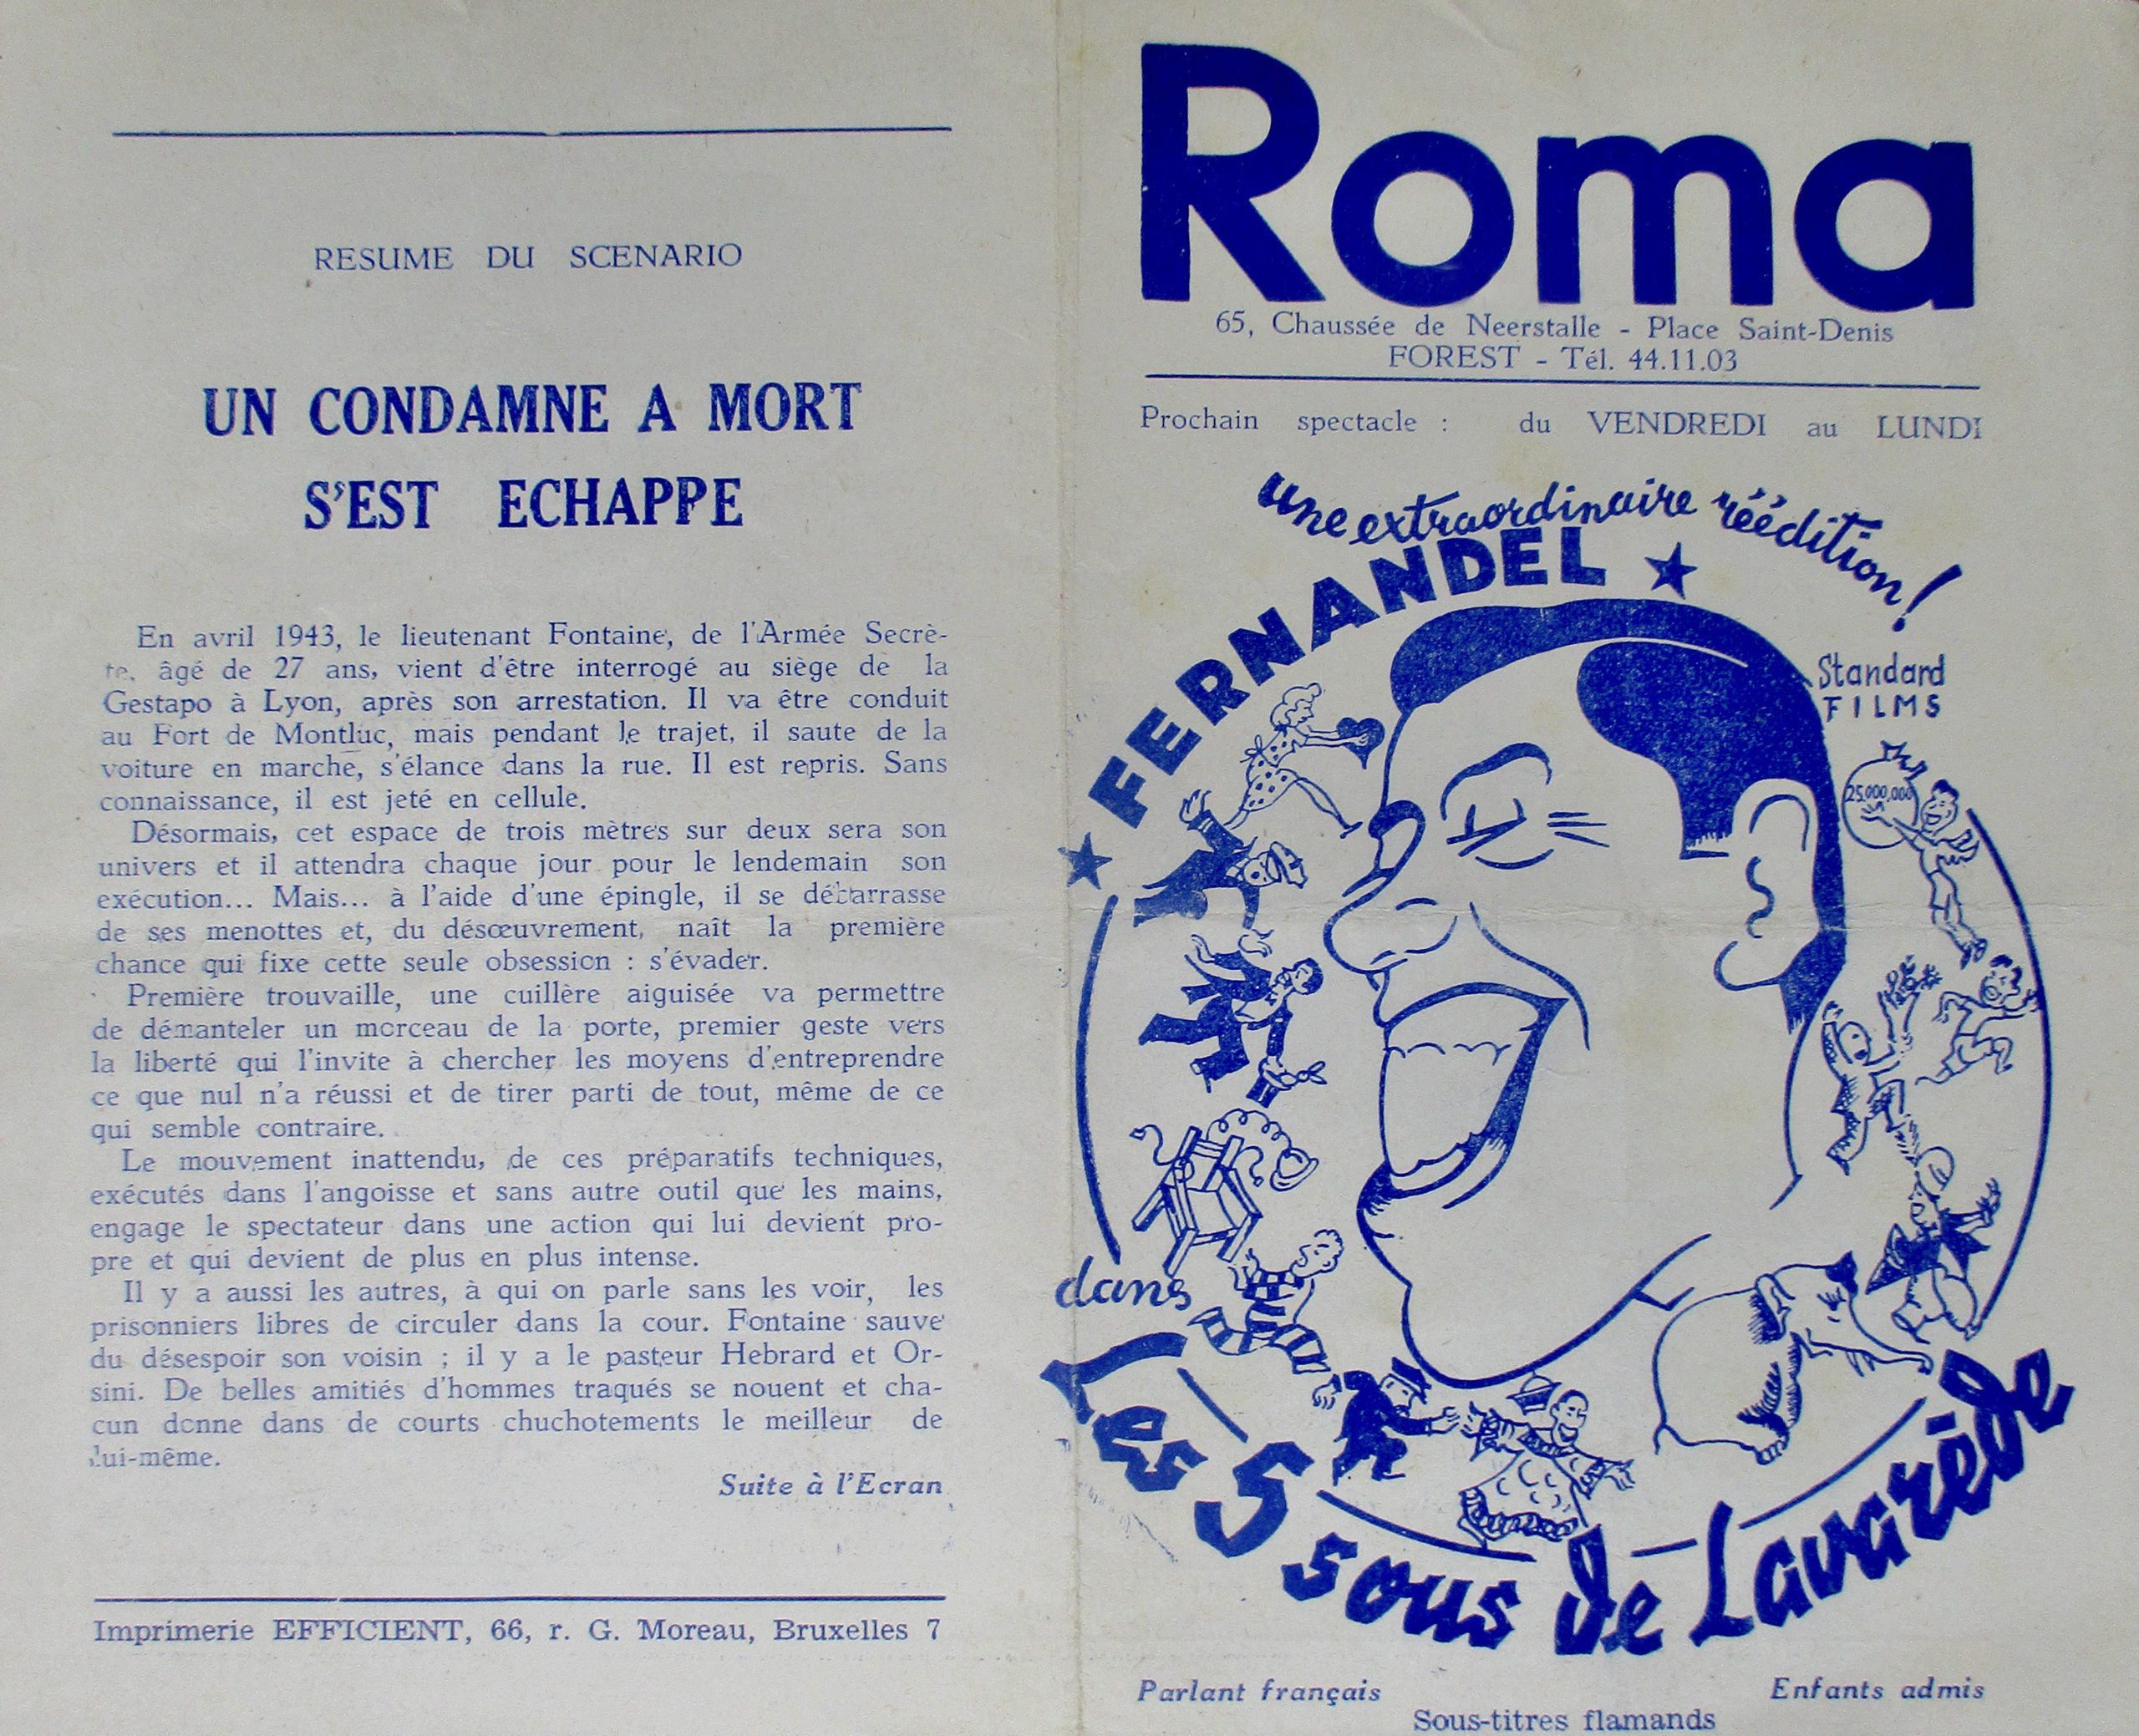 RESUME DU SCENARIO
UN CONDAMNE A MORT
S'EST ECHAPPE
En avril 1943, le lieutenant Fontaine, de l'Armée Secrè-
te, âgé de 27 ans, vient d'être interrogé au siège de la
Gestapo à Lyon, après son arrestation. Il va être conduit
au Fort de Montluc, mais pendant le trajet, il saute de la
voiture en marche, s'élance dans la rue. Il est repris. Sans
connaissance, il est jeté en cellule.
Désormais, cet espace de trois mètres sur deux sera son
univers et il attendra chaque jour pour le lendemain son
exécution... Mais... à l'aide d'une épingle, il se débarrasse
de ses menottes et, du désœuvrement, naît la première
chance qui fixe cette seule obsession : s'évader.
Première trouvaille, une cuillère aiguisée va permettre
de démanteler un morceau de la porte, premier geste vers
la liberté qui l'invite à chercher les moyens d'entreprendre
ce que nul n'a réussi et de tirer parti de tout, même de ce
qui semble contraire.
Le mouvement inattendu, de ces préparatifs techniques,
exécutés dans l'angoisse et sans autre outil que les mains,
engage le spectateur dans une action qui lui devient pro-
pre et qui devient de plus en plus intense.
Il y a aussi les autres, à qui on parle sans les voir, les
prisonniers libres de circuler dans la cour. Fontaine sauve
du désespoir son voisin ; il y a le pasteur Hebrard et Or-
sini. De belles amitiés d'hommes traqués se nouent et cha-
cun donne dans de courts chuchotements le meilleur de
lui-même.
Suite à l'Ecran
Imprimerie EFFICIENT, 66, r. G. Moreau, Bruxelles 7
Roma
65, Chaussée de Neerstalle - Place Saint-Denis
FOREST - Tél. 44.11.03
Prochain spectacle : du VENDREDI au LUNDI
une extraordinaire réédition !
FERNANDEL
Standard
FILMS
25.000.000
dans
Les 5 sous de Lavarède
Parlant français
Enfants admis
Sous-titres flamands